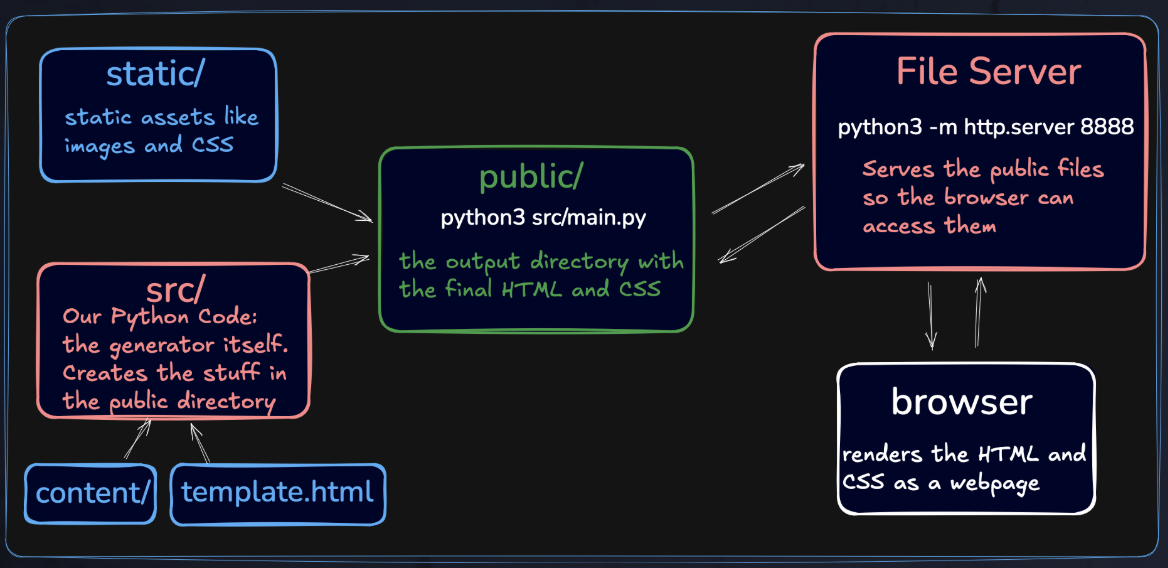 static/
static assets like
images and CSS
src/
Our Python Code:
the generator itself.
Creates the stuff in
the public directory
content/
template.html
public/
python3 src/main.py
the output directory with
the final HTML and CSS
File Server
python3 -m http.server 8888
Serves the public files
so the browser can
access them
browser
renders the HTML and
CSS as a webpage